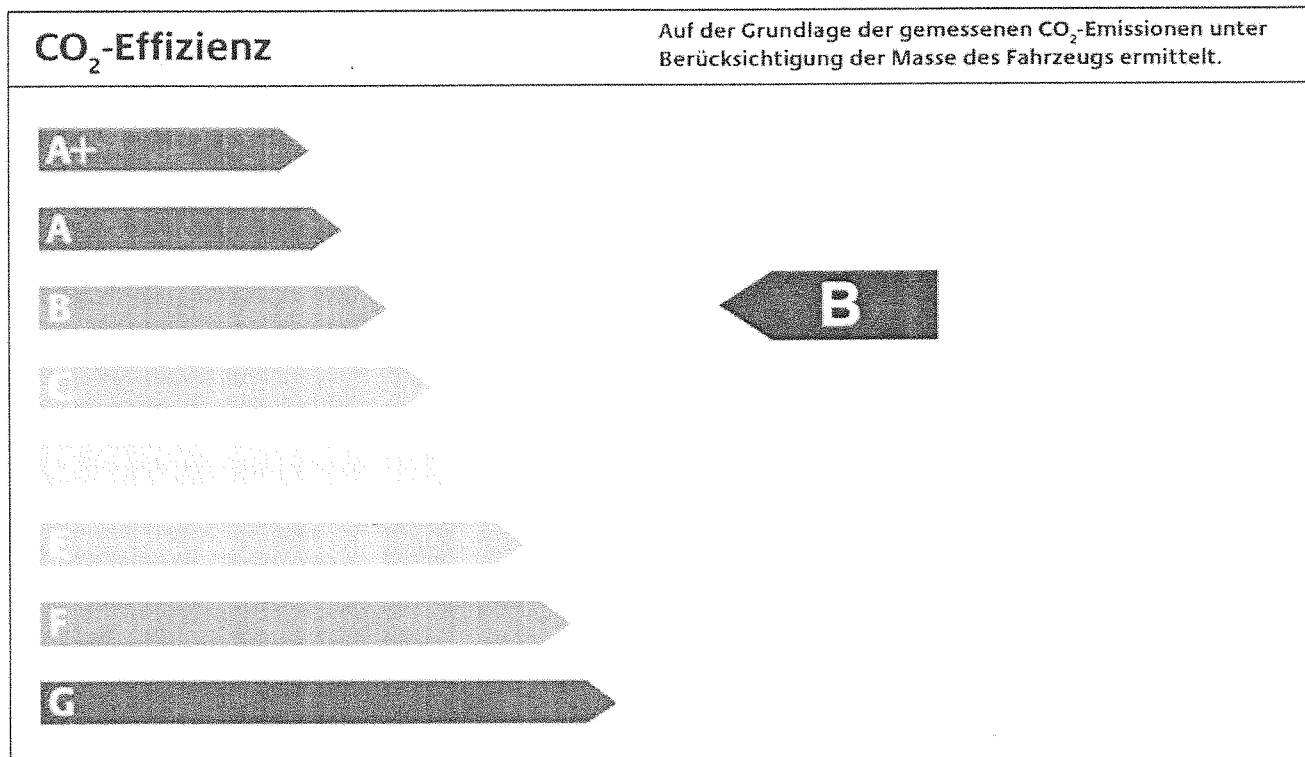 CO₂-Effizienz
Auf der Grundlage der gemessenen CO₂-Emissionen unter
Berücksichtigung der Masse des Fahrzeugs ermittelt.
A+
A
B
B
C
E
F
G